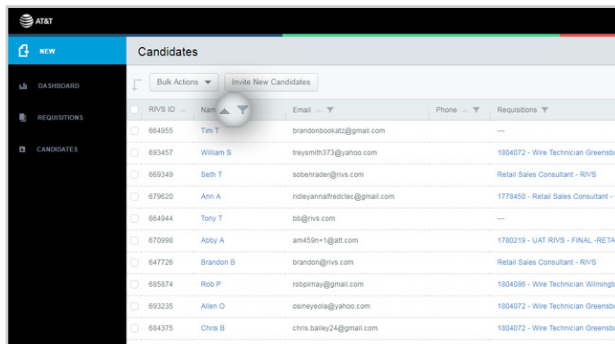 AT&T
NEW
Candidates
DASHBOARD
REQUISITIONS
CANDIDATES
Bulk Actions Invite New Candidates
RIVS ID Nam Email Phone Requisitions
664955 Tim T brandonbookatz@gmail.com ---
693457 William S treysmith373@yahoo.com 1804072 - Wire Technician Greensbo
669349 Seth T sobenrader@rivs.com Retail Sales Consultant - RIVS
679620 Ann A ridleyannalfredctec@gmail.com 1778450 - Retail Sales Consultant -
664944 Tony T bb@rivs.com ---
670998 Abby A am459n+1@att.com 1780219 - UAT RIVS - FINAL -RETA
647726 Brandon B brandon@rivs.com Retail Sales Consultant - RIVS
685874 Rob P robpirnay@gmail.com 1804086 - Wire Technician Wilmingt
693235 Allen O osineyeola@yahoo.com 1804072 - Wire Technician Greensbo
684375 Chris B chris.bailey24@gmail.com 1804072 - Wire Technician Greensbo